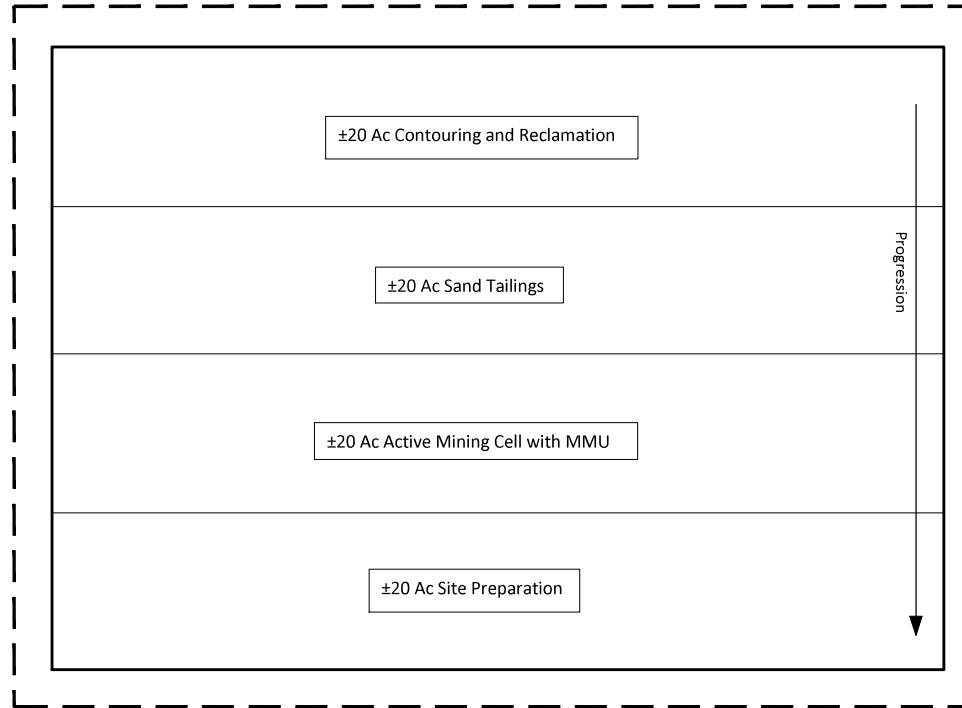 ±20 Ac Contouring and Reclamation
Progression
±20 Ac Sand Tailings
±20 Ac Active Mining Cell with MMU
±20 Ac Site Preparation